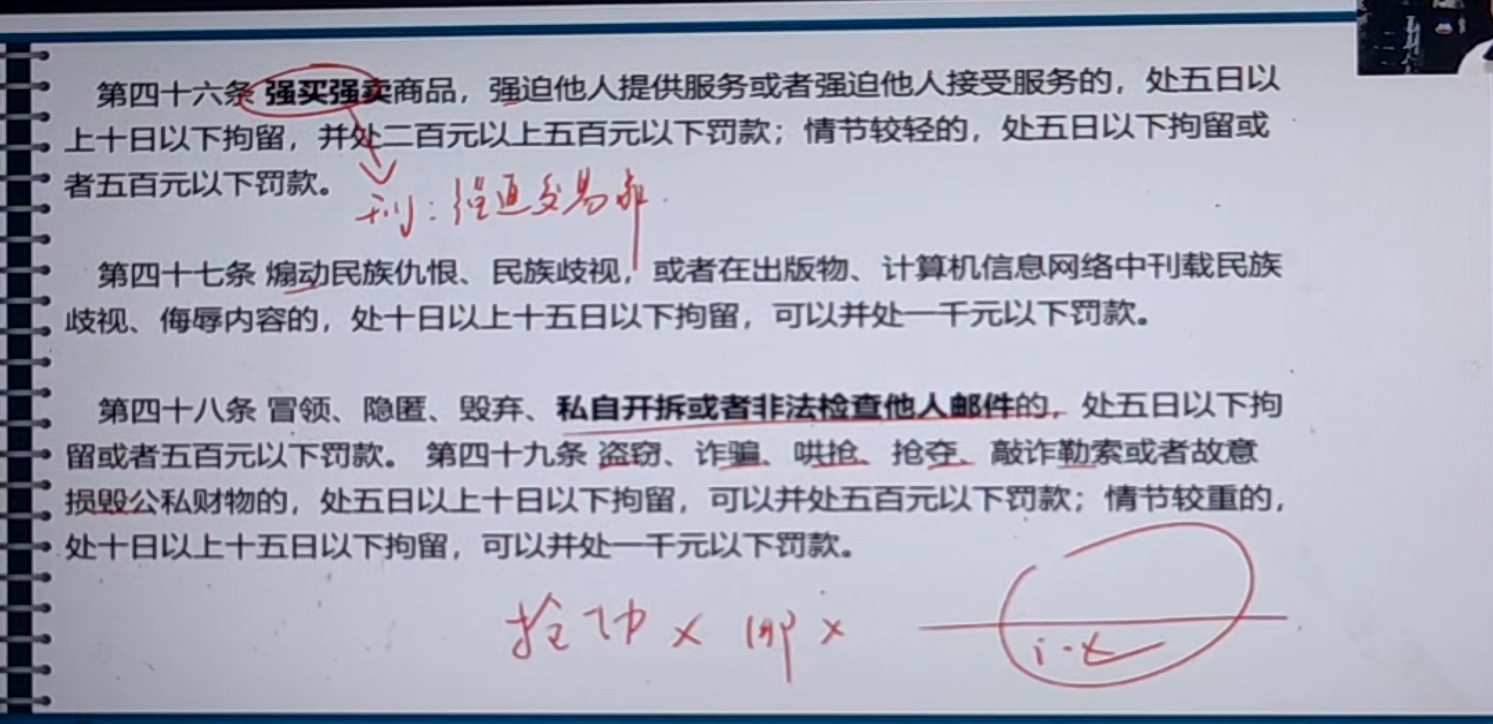 第四十六条 强买强卖商品，强迫他人提供服务或者强迫他人接受服务的，处五日以
上十日以下拘留，并处二百元以上五百元以下罚款；情节较轻的，处五日以下拘留或
者五百元以下罚款。
刑：强迫交易罪
第四十七条 煽动民族仇恨、民族歧视，或者在出版物、计算机信息网络中刊载民族
歧视、侮辱内容的，处十日以上十五日以下拘留，可以并处一千元以下罚款。
第四十八条 冒领、隐匿、毁弃、私自开拆或者非法检查他人邮件的，处五日以下拘
留或者五百元以下罚款。 第四十九条 盗窃、诈骗、哄抢、抢夺、敲诈勒索或者故意
损毁公私财物的，处五日以上十日以下拘留，可以并处五百元以下罚款；情节较重的，
处十日以上十五日以下拘留，可以并处一千元以下罚款。
抢劫 × 绑 ×